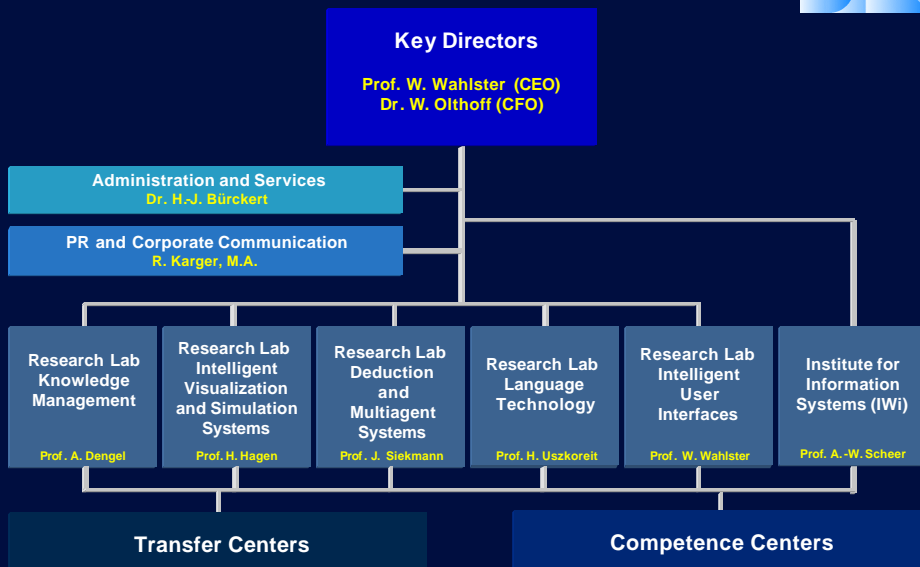 Key Directors
Prof. W. Wahlster (CEO)
Dr. W. Olthoff (CFO)
Administration and Services
Dr. H.-J. Bürckert
PR and Corporate Communication
R. Karger, M.A.
Research Lab
Knowledge
Management
Prof. A. Dengel
Research Lab
Intelligent
Visualization
and Simulation
Systems
Prof. H. Hagen
Research Lab
Deduction
and
Multiagent
Systems
Prof. J. Siekmann
Research Lab
Language
Technology
Prof. H. Uszkoreit
Research Lab
Intelligent
User
Interfaces
Prof. W. Wahlster
Institute for
Information
Systems (IWi)
Prof. A.-W. Scheer
Transfer Centers
Competence Centers